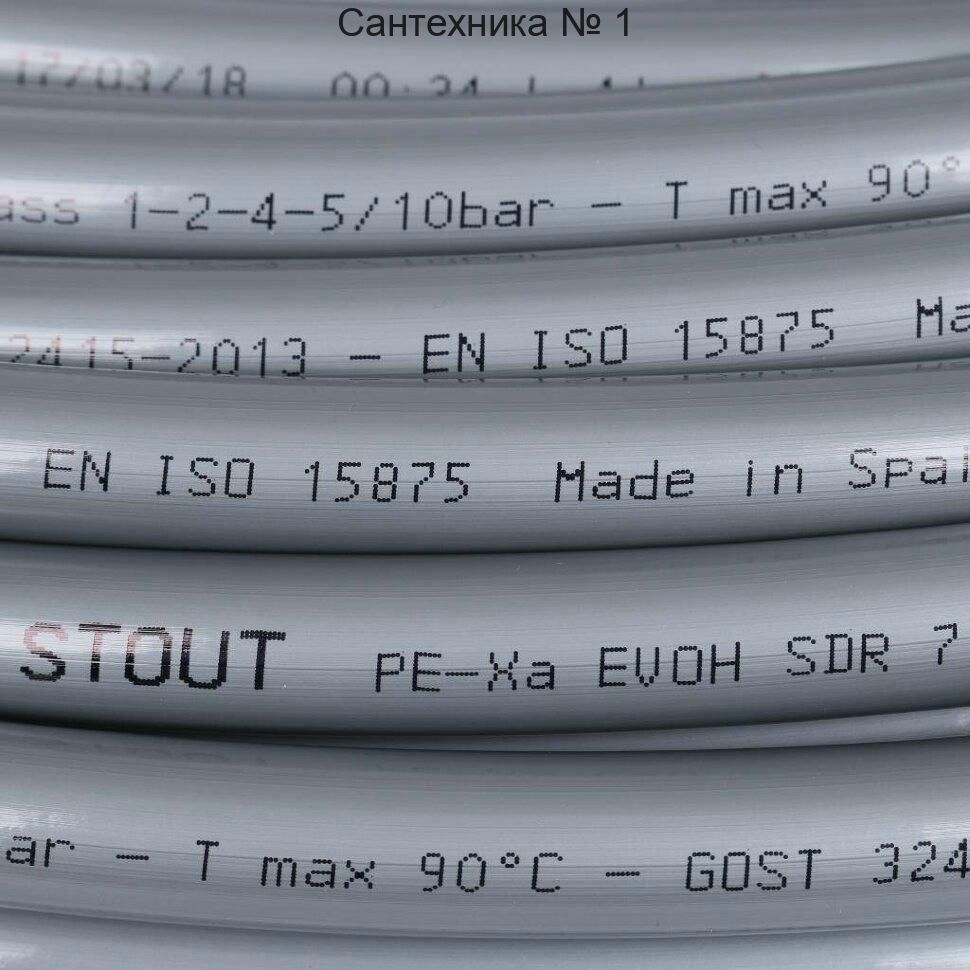 Сантехника № 1
17/03/18 00:34
ass 1-2-4-5/10bar - T max 90°
2415-2013 - EN ISO 15875 Ma
EN ISO 15875 Made in Spai
STOUT PE-Xa EVOH SDR 7
ar - T max 90°C - GOST 324